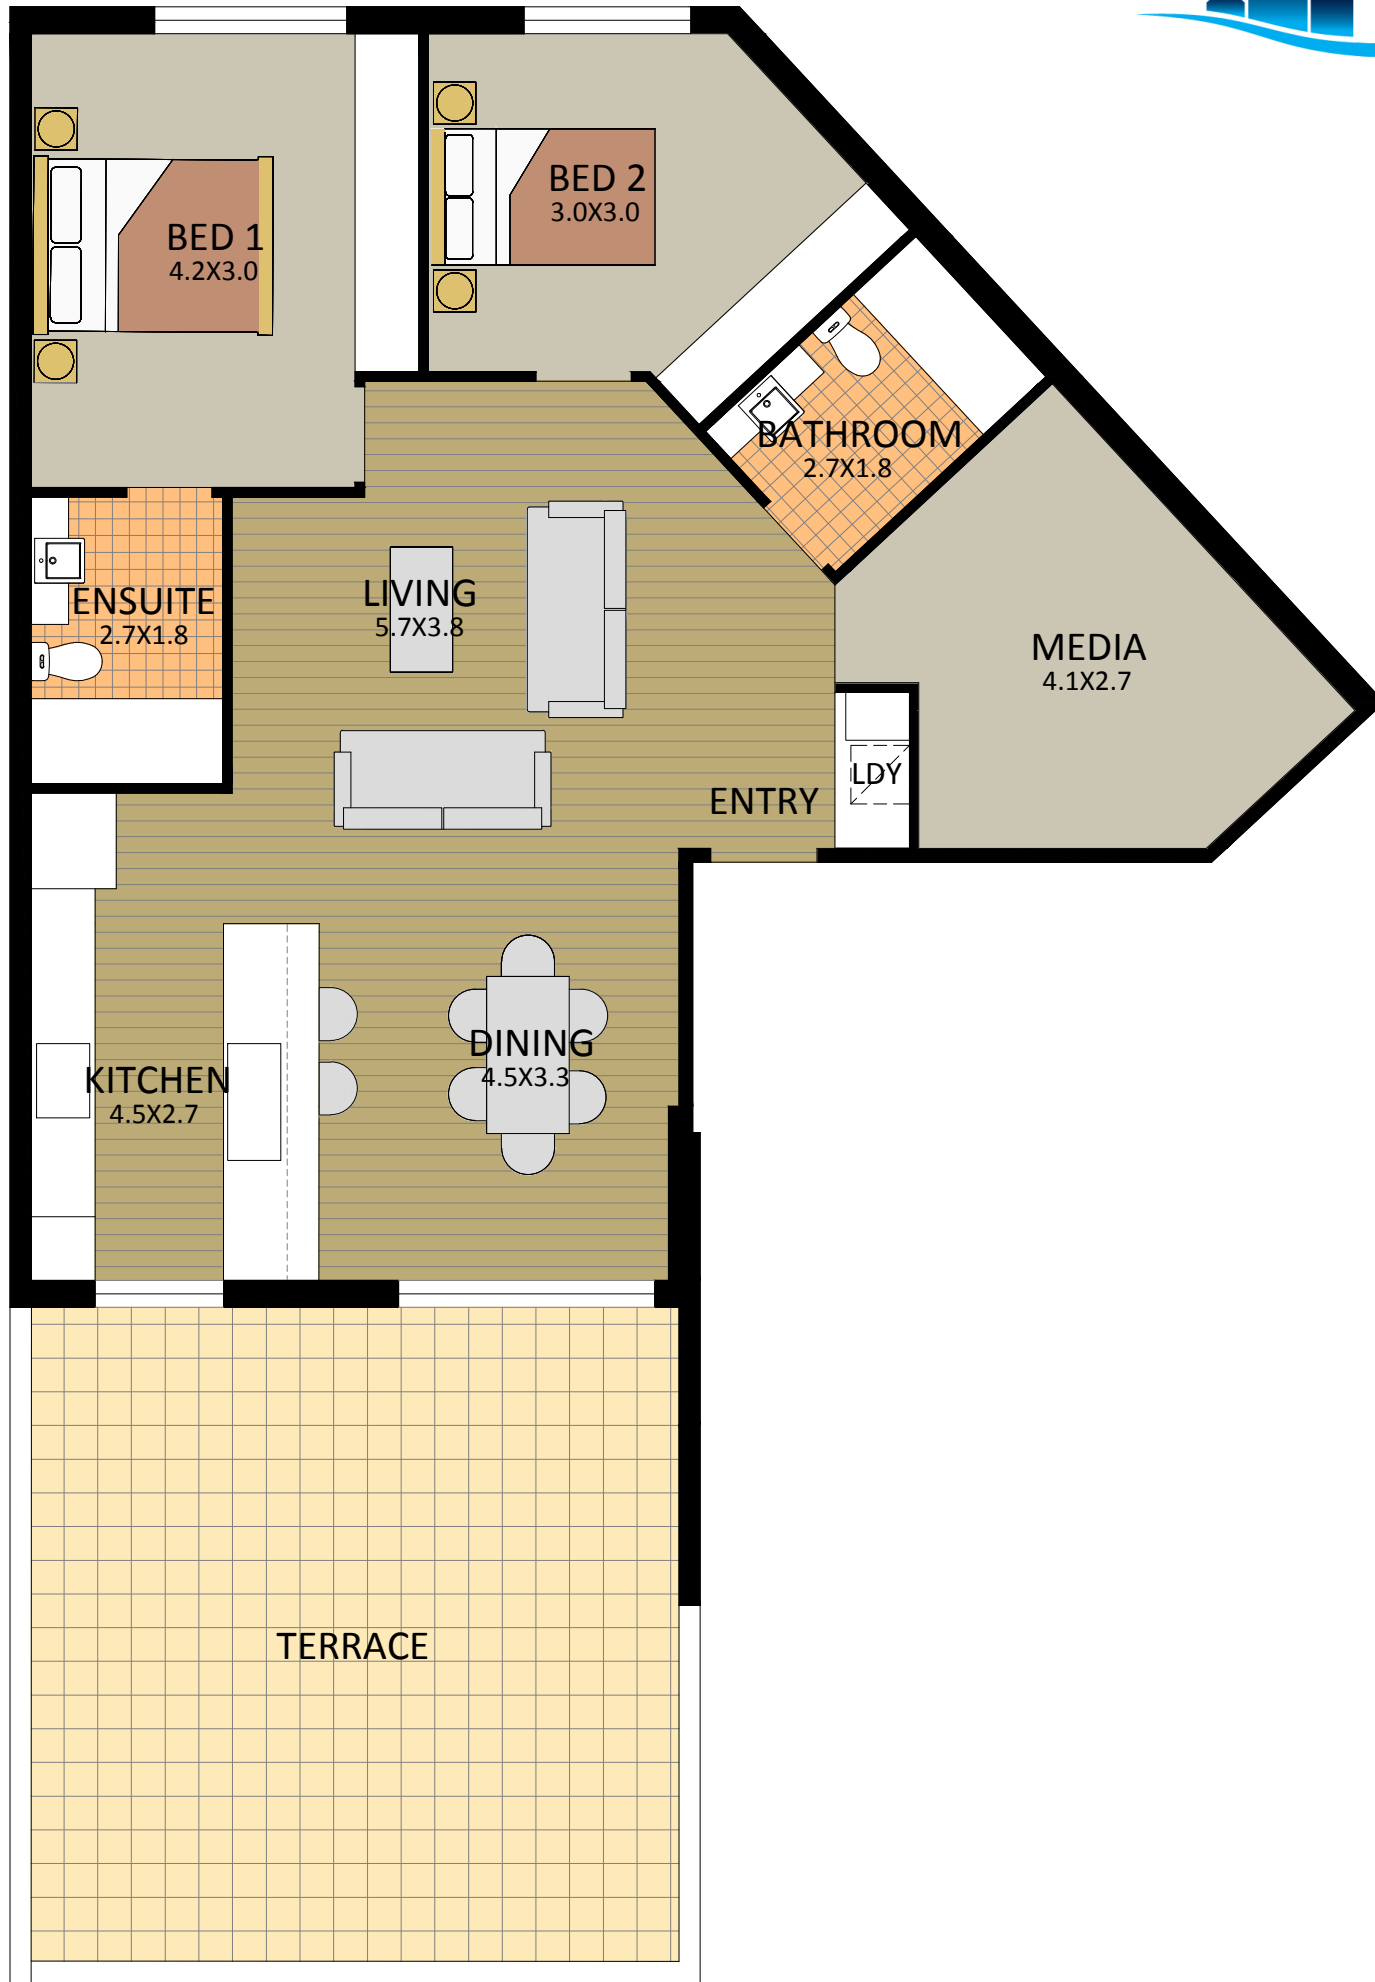 BED 1
4.2X3.0
BED 2
3.0X3.0
BATHROOM
2.7X1.8
ENSUITE
2.7X1.8
LIVING
5.7X3.8
MEDIA
4.1X2.7
LDY
ENTRY
KITCHEN
4.5X2.7
DINING
4.5X3.3
TERRACE